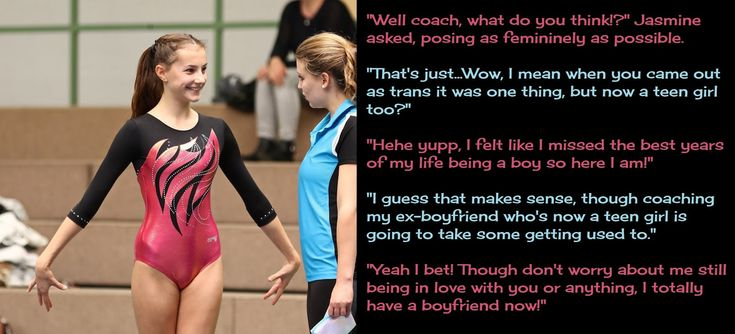 "Well coach, what do you think!?" Jasmine
asked, posing as femininely as possible.
"That's just...Wow, I mean when you came out
as trans it was one thing, but now a teen girl
too?"
"Hehe yupp, I felt like I missed the best years
of my life being a boy so here I am!"
"I guess that makes sense, though coaching
my ex-boyfriend who's now a teen girl is
going to take some getting used to."
"Yeah I bet! Though don't worry about me still
being in love with you or anything, I totally
have a boyfriend now!"